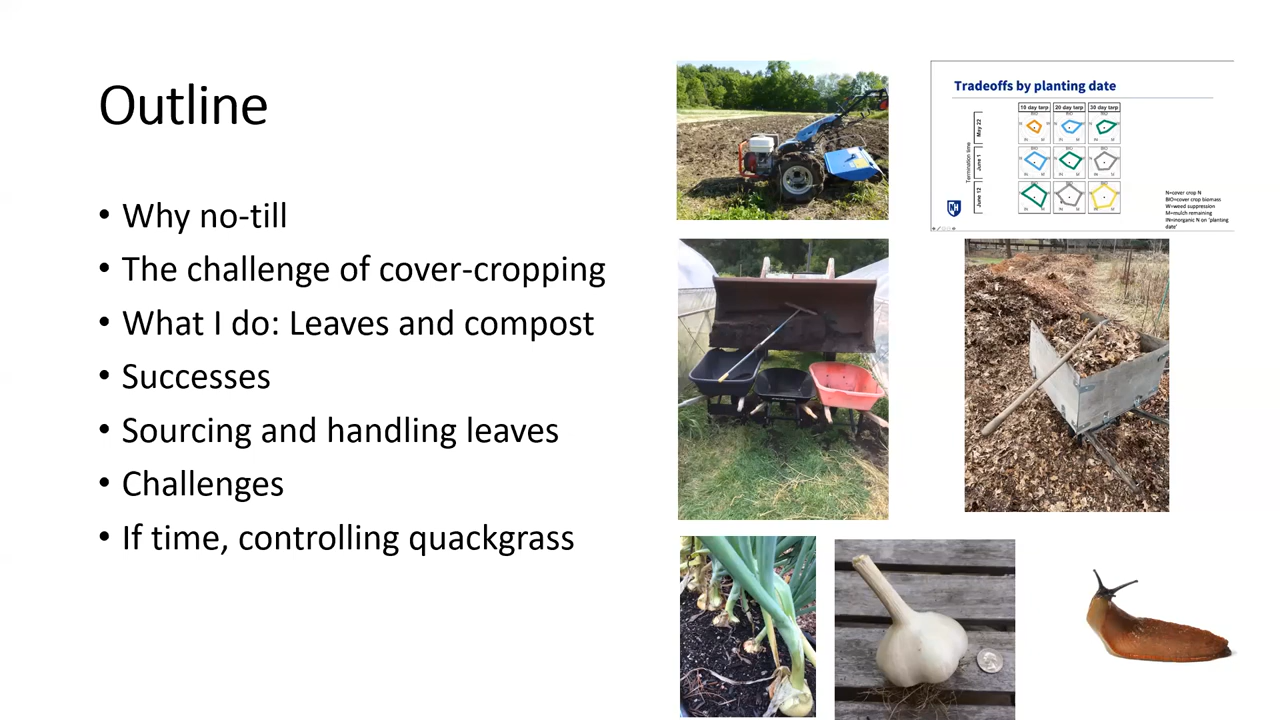 Outline
• Why no-till
• The challenge of cover-cropping
• What I do: Leaves and compost
• Successes
• Sourcing and handling leaves
• Challenges
• If time, controlling quackgrass
Tradeoffs by planting date
10 day tarp 20 day tarp 30 day tarp
Termination time
May 22
June 1
June 12
N=cover crop N
BIO=cover crop biomass
W=weed suppression
M=mulch remaining
IN=inorganic N on 'planting
date'